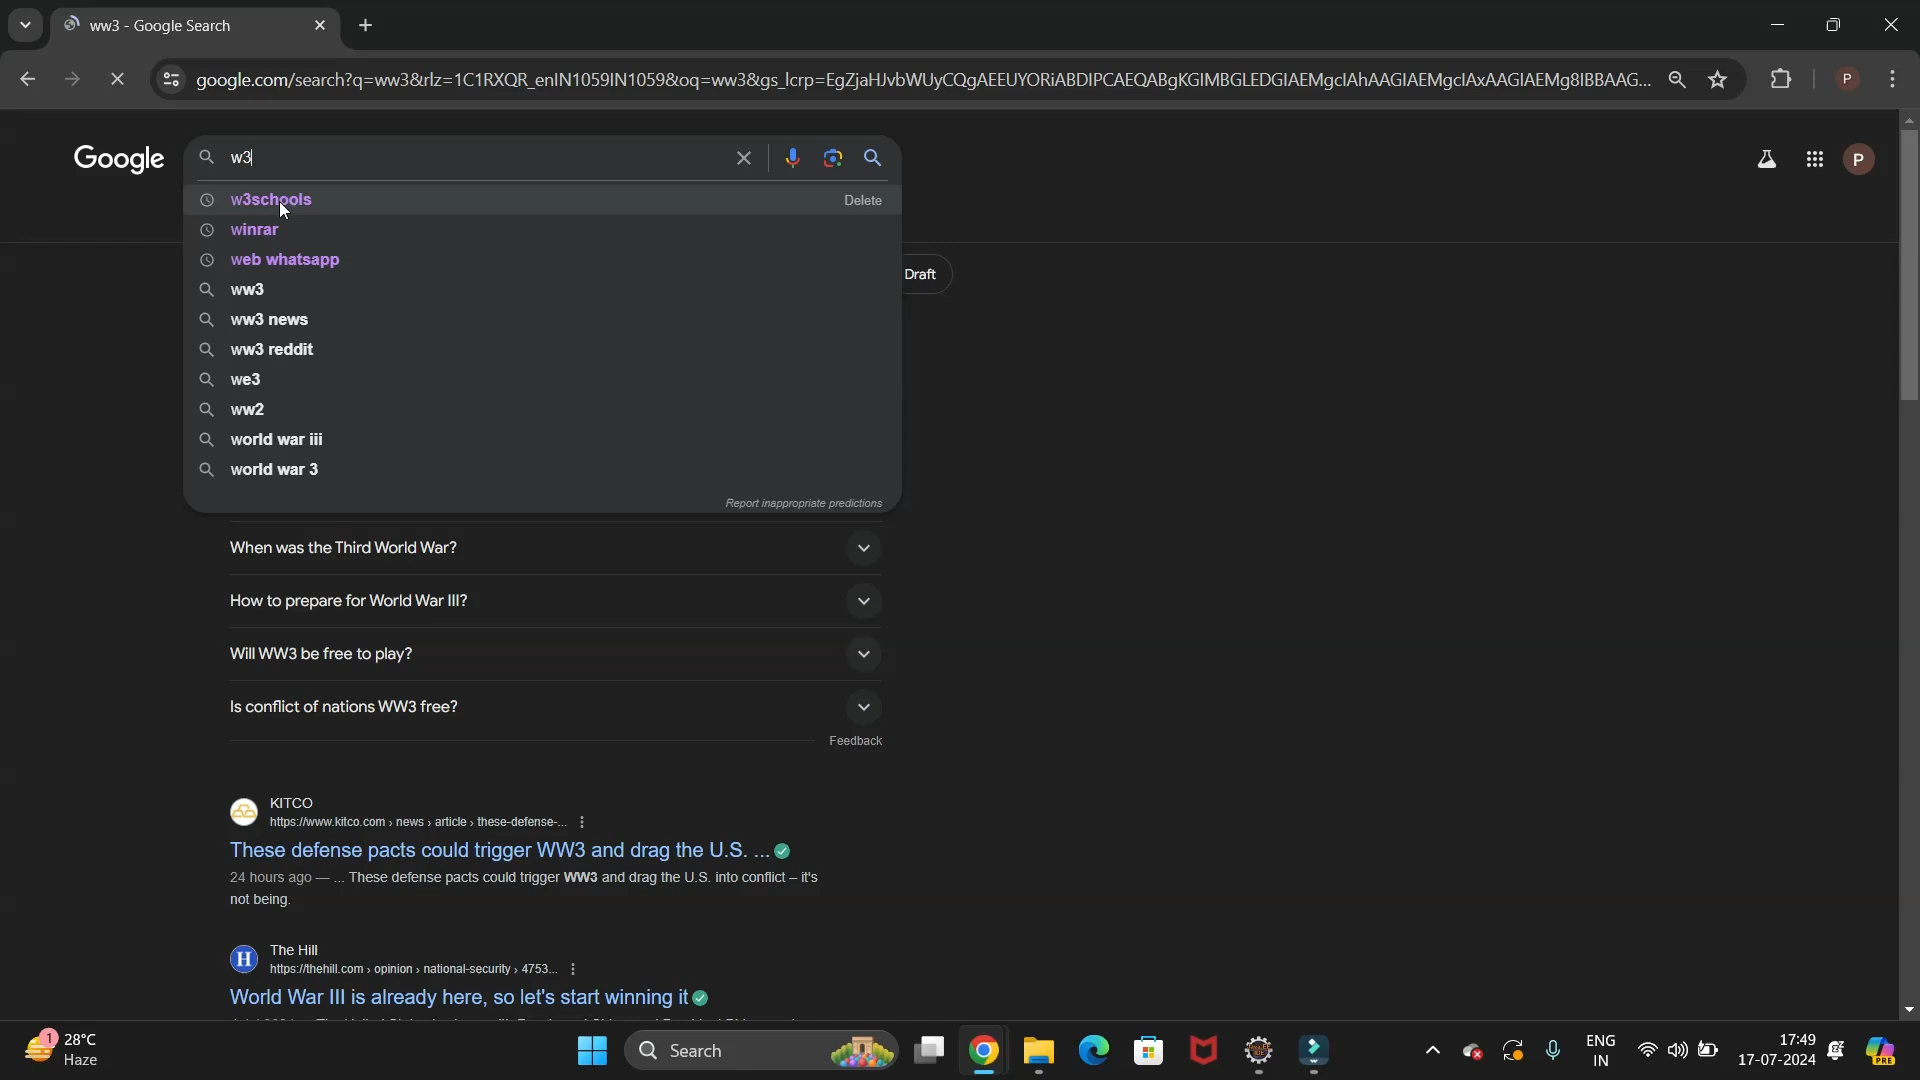 ww3 - Google Search
google.com/search?q=ww3&rlz=1C1RXQR_enIN1059IN1059&oq=ww3&gs_lcrp=EgZjaHJvbWUyCQgAEEUYORiABDIPCAEQABgKGIMBGLEDGIAEMgcIAhAAGIAEMgcIAxAAGIAEMg8IBBAAG...
P
Google
w3
P
w3schools
Delete
winrar
web whatsapp
Draft
ww3
ww3 news
ww3 reddit
we3
ww2
world war iii
world war 3
Report inappropriate predictions
When was the Third World War?
How to prepare for World War III?
Will WW3 be free to play?
Is conflict of nations WW3 free?
Feedback
KITCO
https://www.kitco.com › news › article › these-defense-...
These defense pacts could trigger WW3 and drag the U.S. ...
24 hours ago — ... These defense pacts could trigger WW3 and drag the U.S. into conflict – it's
not being.
H
The Hill
https://thehill.com › opinion › national-security › 4753...
World War III is already here, so let's start winning it
1
28°C
Haze
Search
ENG
IN
17:49
17-07-2024
PRE